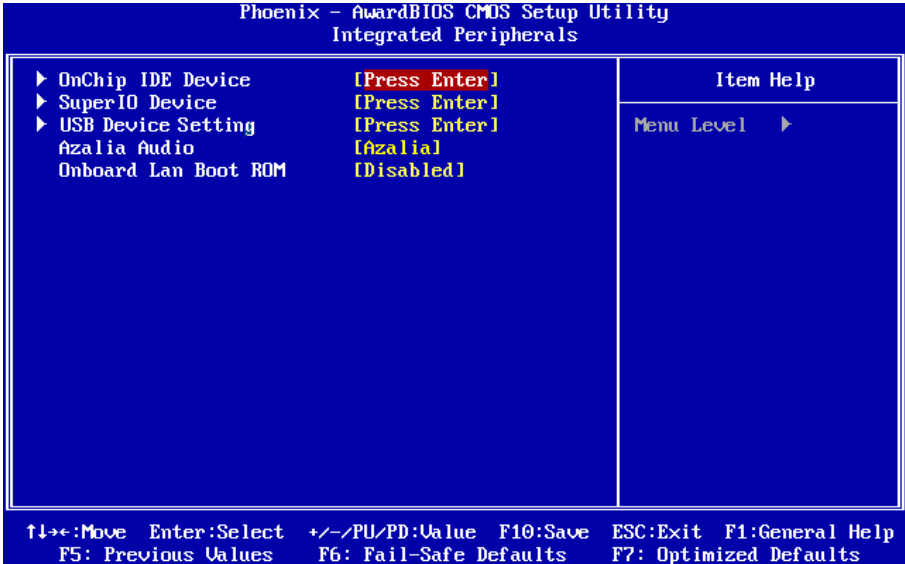 Phoenix - AwardBIOS CMOS Setup Utility
Integrated Peripherals
OnChip IDE Device [Press Enter]
SuperIO Device [Press Enter]
USB Device Setting [Press Enter]
Azalia Audio [Azalia]
Onboard Lan Boot ROM [Disabled]
Item Help
Menu Level
↑↓→←:Move Enter:Select +/-/PU/PD:Value F10:Save ESC:Exit F1:General Help
F5: Previous Values F6: Fail-Safe Defaults F7: Optimized Defaults